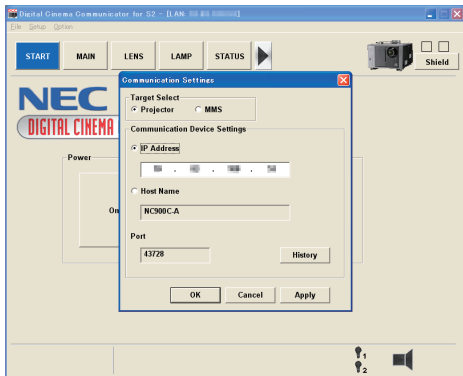 Digital Cinema Communicator for S2 - [LAN:
File Setup Option
START MAIN LENS LAMP STATUS
Shield
Communication Settings
Target Select
Projector MMS
Communication Device Settings
IP Address
Host Name
NC900C-A
Port
43728
History
OK Cancel Apply
NEC
DIGITAL CINEMA
Power
On
1
2